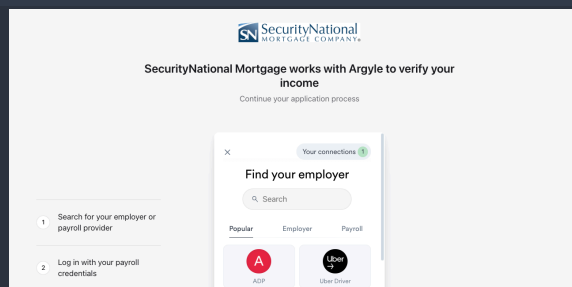 SN SecurityNational
MORTGAGE COMPANY®
SecurityNational Mortgage works with Argyle to verify your
income
Continue your application process
Your connections 1
Find your employer
Search
Popular Employer Payroll
1 Search for your employer or
payroll provider
2 Log in with your payroll
credentials
A
ADP
Uber
Uber Driver